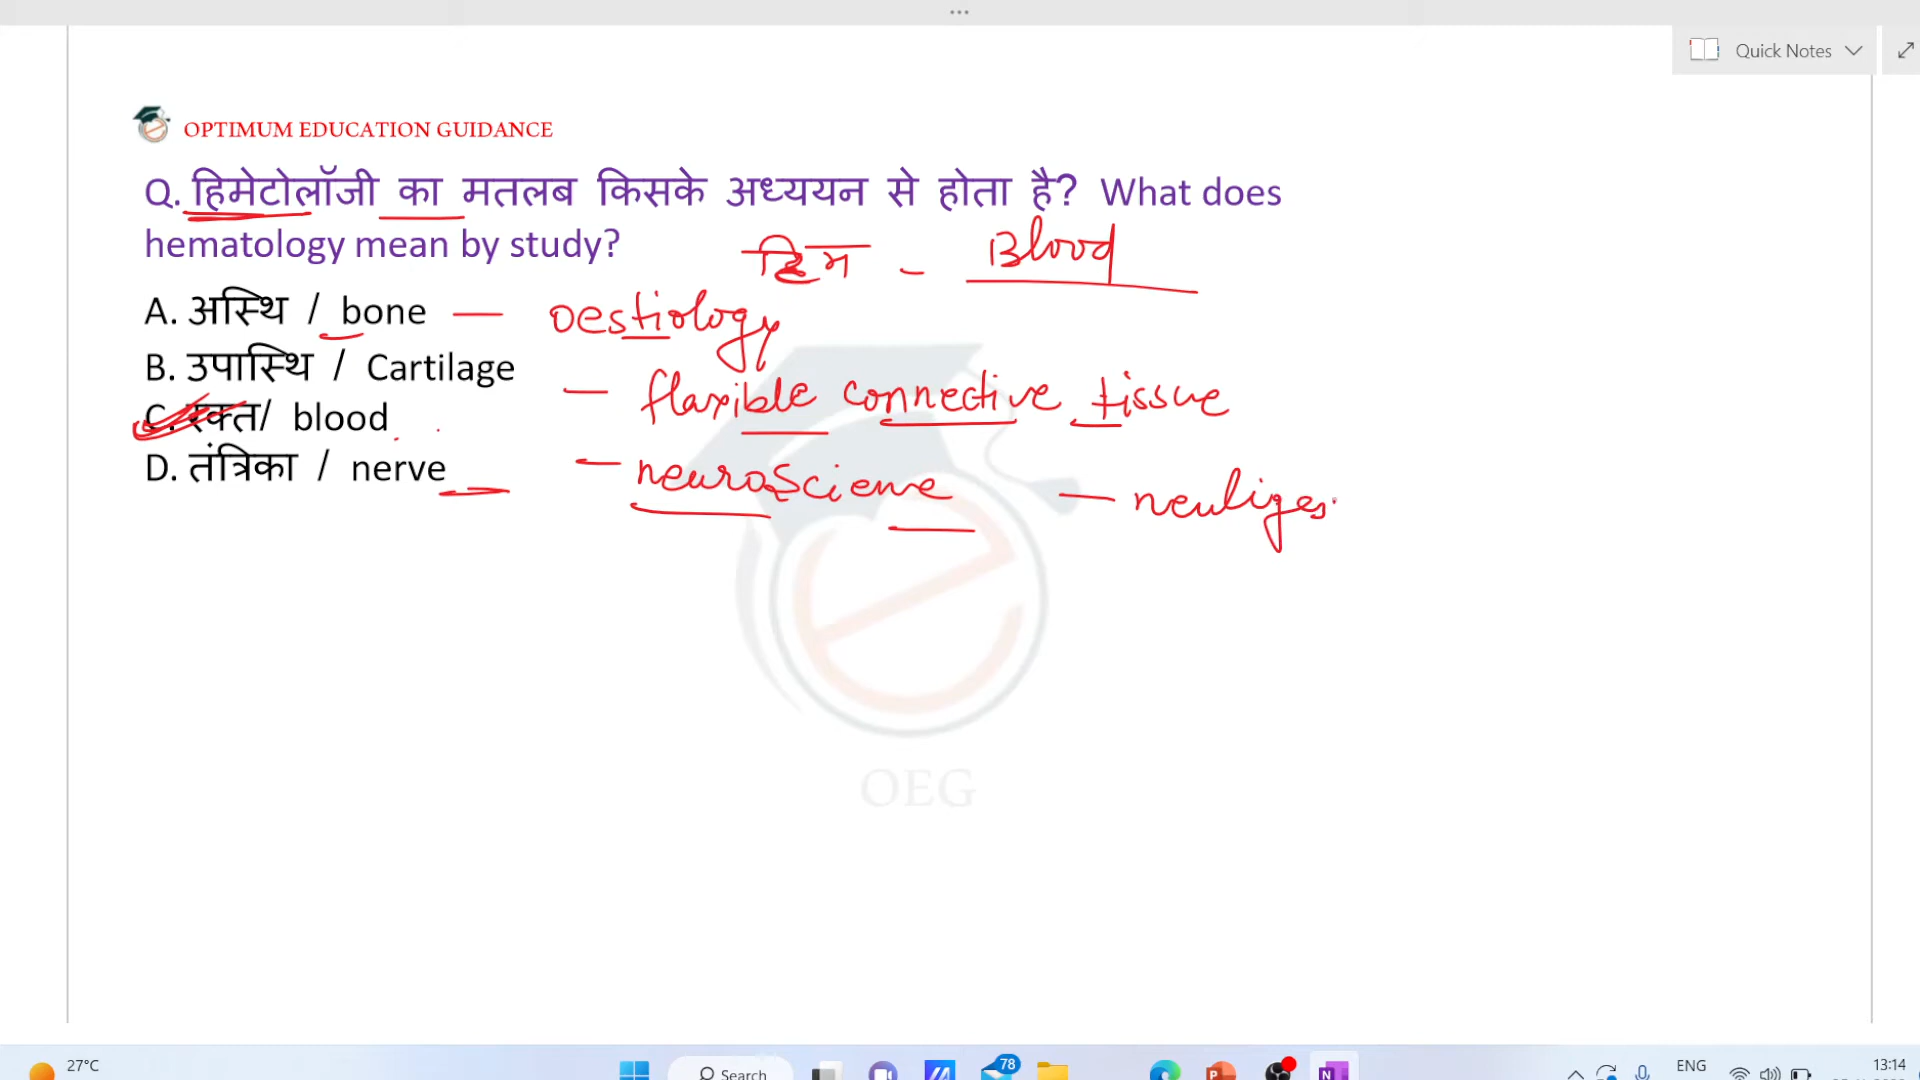 Quick Notes
OPTIMUM EDUCATION GUIDANCE
Q. हिमेटोलॉजी का मतलब किसके अध्ययन से होता है? What does
hematology mean by study?
हिम - Blood
A. अस्थि / bone — oestiology
B. उपास्थि / Cartilage — flaxible connective tissue
C. रक्त/ blood
D. तंत्रिका / nerve — neuroscience — neuliges
OEG
27°C
Search
78
ENG
13:14